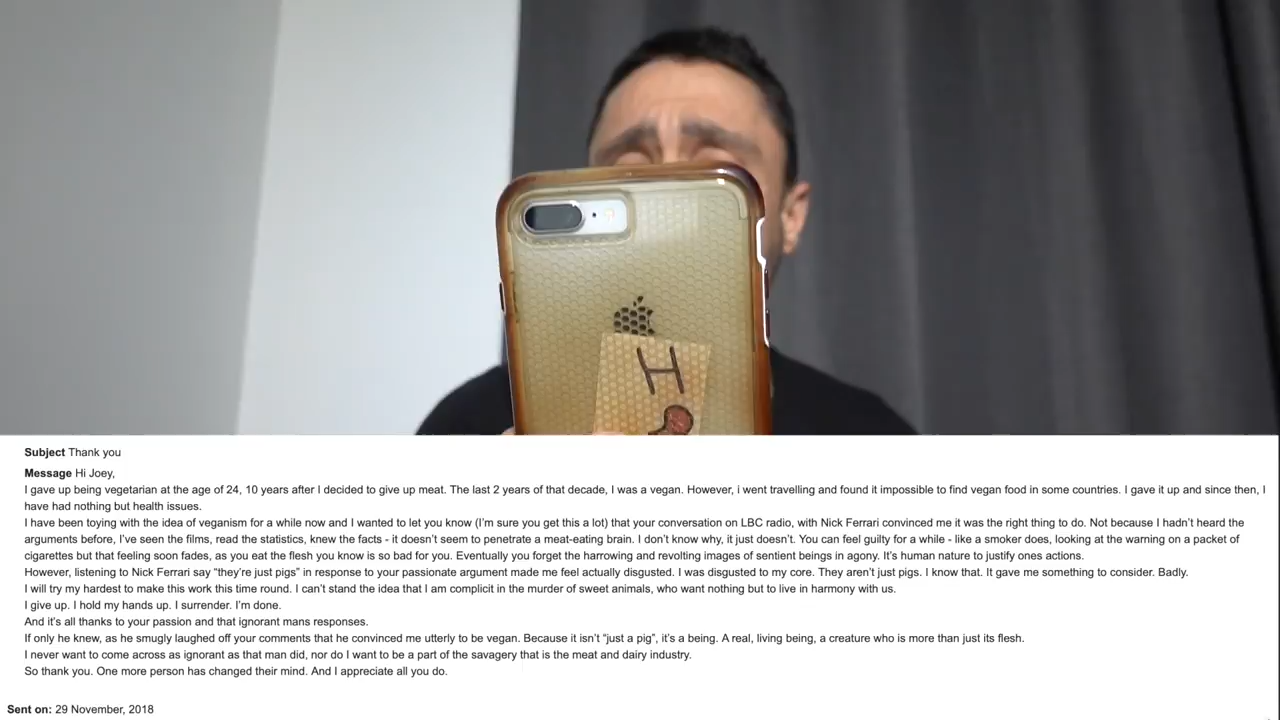 H
Subject Thank you
Message Hi Joey,
I gave up being vegetarian at the age of 24, 10 years after I decided to give up meat. The last 2 years of that decade, I was a vegan. However, i went travelling and found it impossible to find vegan food in some countries. I gave it up and since then, I
have had nothing but health issues.
I have been toying with the idea of veganism for a while now and I wanted to let you know (I'm sure you get this a lot) that your conversation on LBC radio, with Nick Ferrari convinced me it was the right thing to do. Not because I hadn't heard the
arguments before, I've seen the films, read the statistics, knew the facts - it doesn't seem to penetrate a meat-eating brain. I don't know why, it just doesn't. You can feel guilty for a while - like a smoker does, looking at the warning on a packet of
cigarettes but that feeling soon fades, as you eat the flesh you know is so bad for you. Eventually you forget the harrowing and revolting images of sentient beings in agony. It's human nature to justify ones actions.
However, listening to Nick Ferrari say "they're just pigs" in response to your passionate argument made me feel actually disgusted. I was disgusted to my core. They aren't just pigs. I know that. It gave me something to consider. Badly.
I will try my hardest to make this work this time round. I can't stand the idea that I am complicit in the murder of sweet animals, who want nothing but to live in harmony with us.
I give up. I hold my hands up. I surrender. I'm done.
And it's all thanks to your passion and that ignorant mans responses.
If only he knew, as he smugly laughed off your comments that he convinced me utterly to be vegan. Because it isn't "just a pig", it's a being. A real, living being, a creature who is more than just its flesh.
I never want to come across as ignorant as that man did, nor do I want to be a part of the savagery that is the meat and dairy industry.
So thank you. One more person has changed their mind. And I appreciate all you do.
Sent on: 29 November, 2018